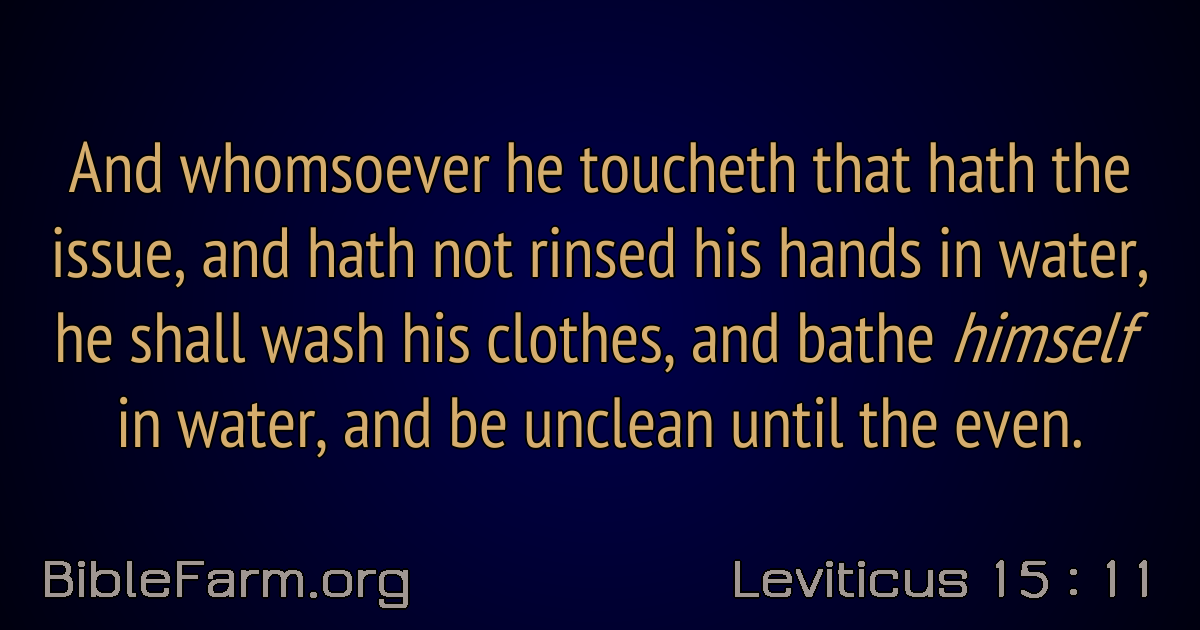 And whomsoever he toucheth that hath the
issue, and hath not rinsed his hands in water,
he shall wash his clothes, and bathe himself
in water, and be unclean until the even.
BibleFarm.org
Leviticus 15 : 11